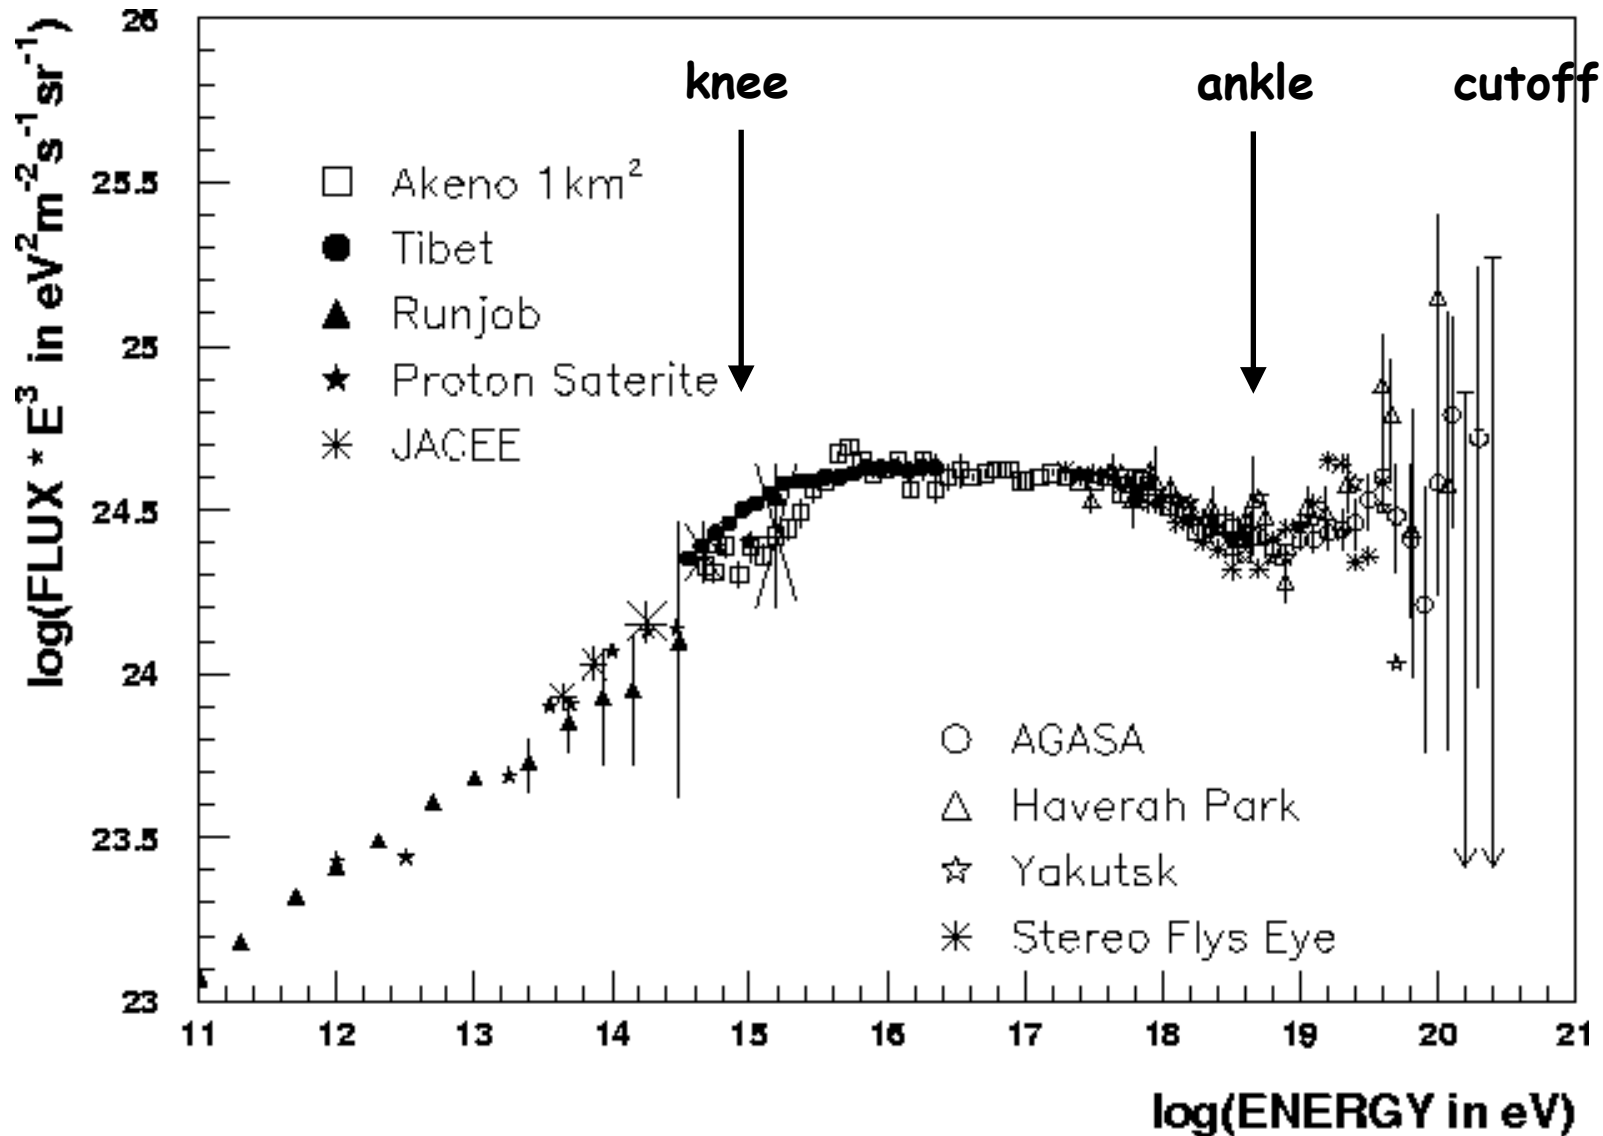 knee
ankle
cutoff
Akeno 1km²
Tibet
Runjob
Proton Saterite
JACEE
AGASA
Haverah Park
Yakutsk
Stereo Flys Eye
log(FLUX * E³ in eV²m⁻²s⁻¹sr⁻¹)
26
25.5
25
24.5
24
23.5
23
11 12 13 14 15 16 17 18 19 20 21
log(ENERGY in eV)